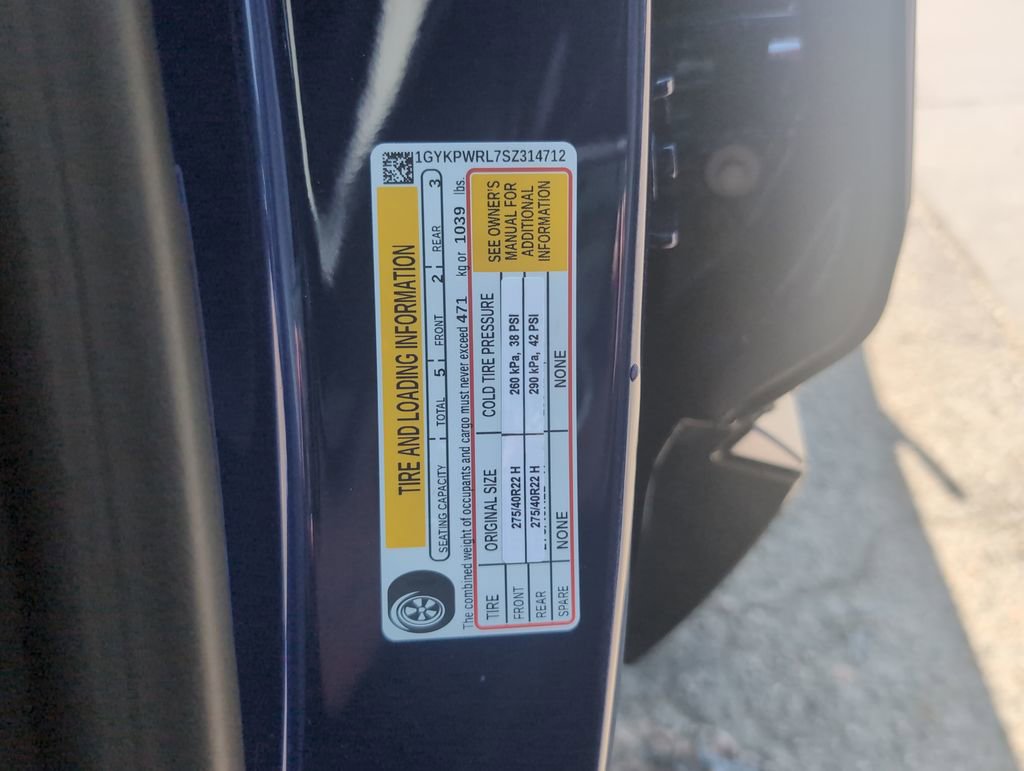 1GYKPWRL7SZ314712
TIRE AND LOADING INFORMATION
SEATING CAPACITY TOTAL 5 FRONT 2 REAR 3
The combined weight of occupants and cargo must never exceed 471 kg or 1039 lbs.
TIRE ORIGINAL SIZE COLD TIRE PRESSURE
FRONT 275/40R22 H 260 kPa, 38 PSI
REAR 275/40R22 H 290 kPa, 42 PSI
SPARE NONE NONE
SEE OWNER'S
MANUAL FOR
ADDITIONAL
INFORMATION